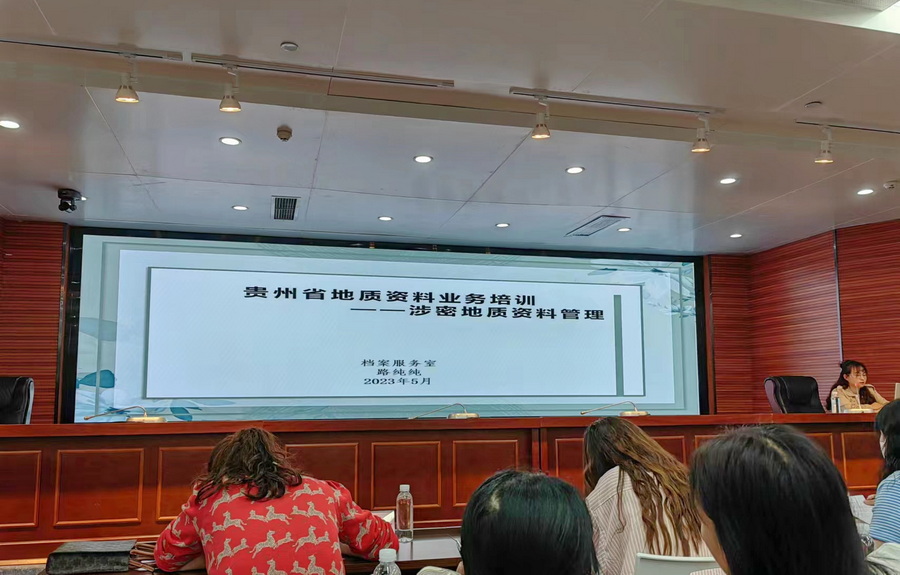 贵州省地质资料业务培训
——涉密地质资料管理
档案服务室
路纯纯
2023年5月